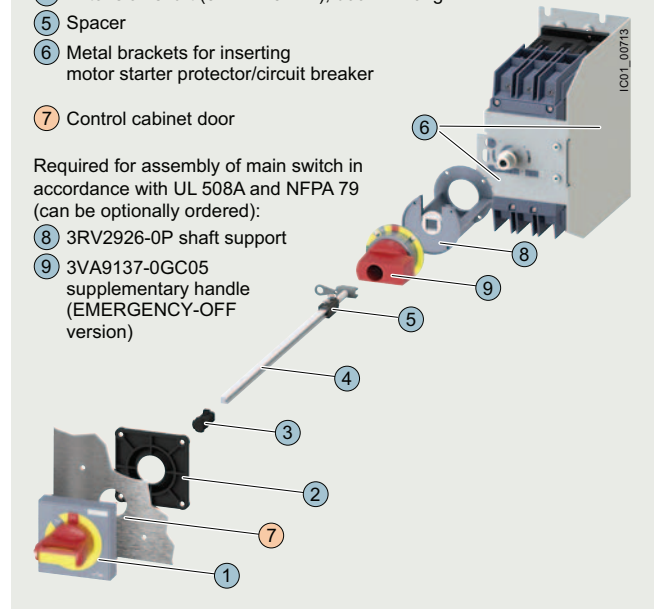 5 Spacer
6 Metal brackets for inserting
motor starter protector/circuit breaker
7 Control cabinet door
Required for assembly of main switch in
accordance with UL 508A and NFPA 79
(can be optionally ordered):
8 3RV2926-0P shaft support
9 3VA9137-0GC05
supplementary handle
(EMERGENCY-OFF
version)
IC01_00713
6
8
9
5
4
3
2
7
1